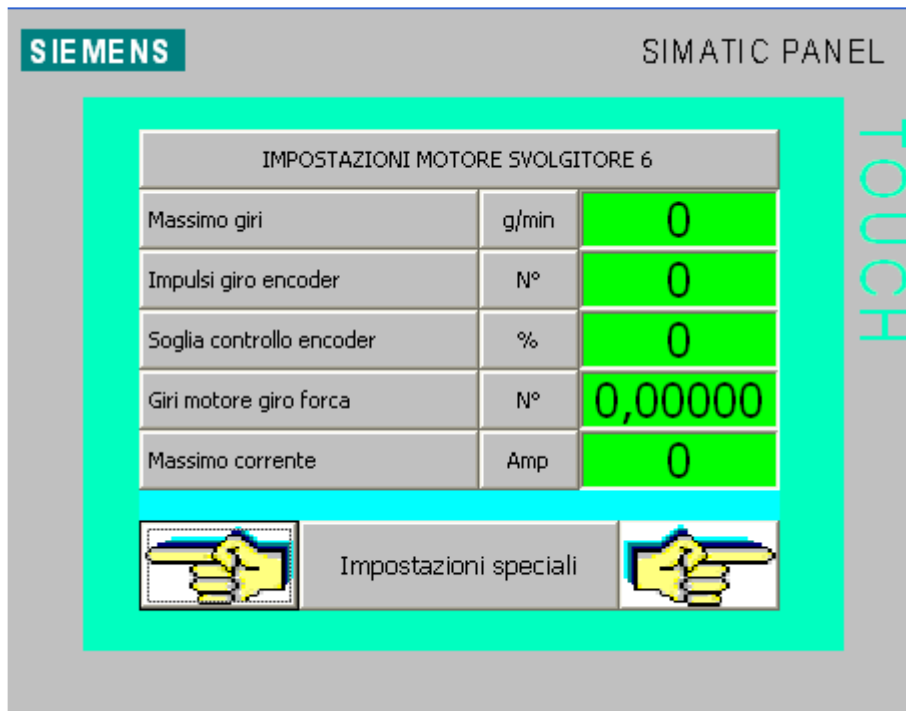 SIEMENS
SIMATIC PANEL
TOUCH
IMPOSTAZIONI MOTORE SVOLGITORE 6
Massimo giri g/min 0
Impulsi giro encoder N° 0
Soglia controllo encoder % 0
Giri motore giro forca N° 0,00000
Massimo corrente Amp 0
Impostazioni speciali